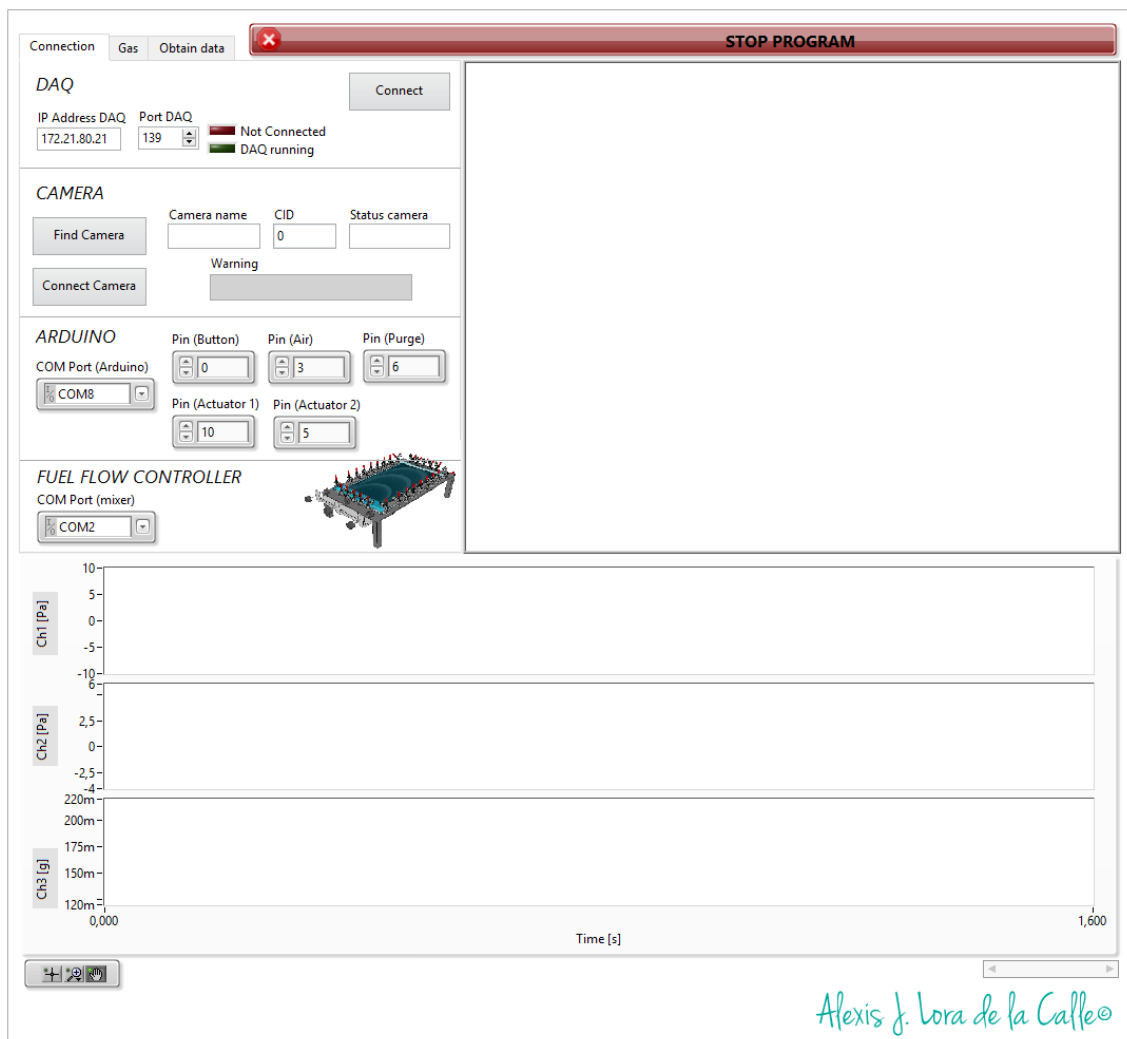 Connection Gas Obtain data STOP PROGRAM
DAQ
Connect
IP Address DAQ Port DAQ
172.21.80.21 139
Not Connected
DAQ running
CAMERA
Camera name CID Status camera
Find Camera 0
Warning
Connect Camera
ARDUINO
Pin (Button) Pin (Air) Pin (Purge)
COM Port (Arduino) 0 3 6
COM8
Pin (Actuator 1) Pin (Actuator 2)
10 5
FUEL FLOW CONTROLLER
COM Port (mixer)
COM2
Ch1 [Pa]
10
5
0
-5
-10
Ch2 [Pa]
6
2,5
0
-2,5
-4
Ch3 [g]
220m
200m
175m
150m
120m
0,000 1,600
Time [s]
Alexis J. Lora de la Calle©